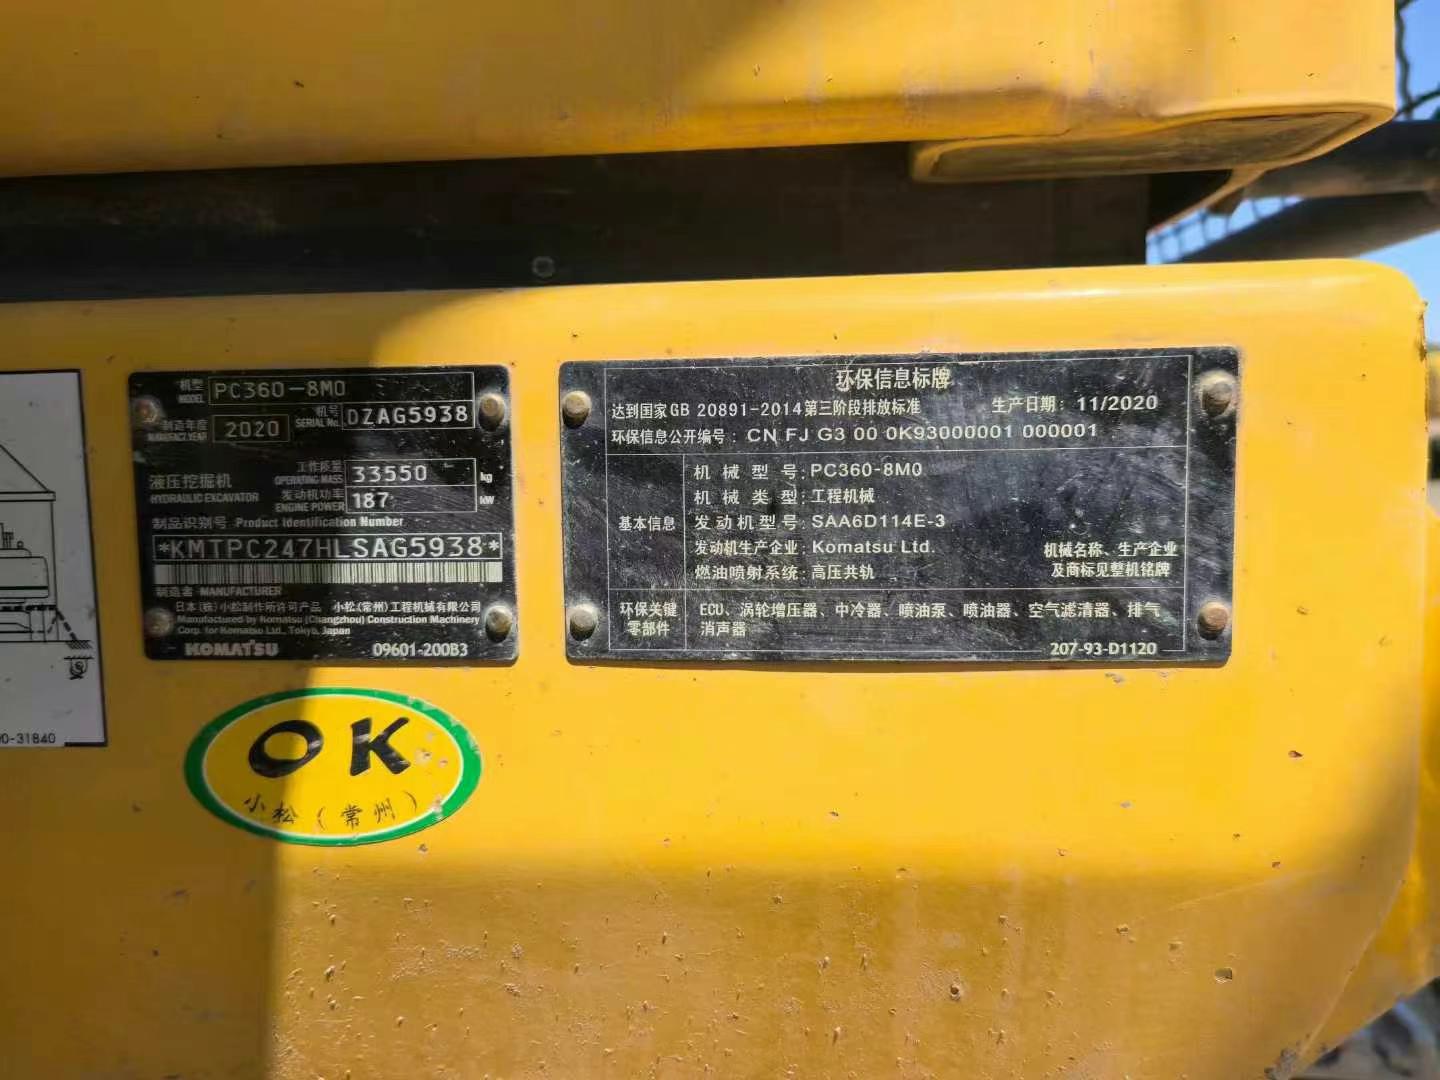 机型 MODEL PC360-8M0
制造年度 MANUFACT.YEAR 2020 机号 SERIAL No. DZAG5938
液压挖掘机 HYDRAULIC EXCAVATOR
工作质量 OPERATING MASS 33550 kg
发动机功率 ENGINE POWER 187 kW
制品识别号 Product Identification Number
*KMTPC247HLSAG5938*
制造者 MANUFACTURER
日本(株)小松制作所许可产品 小松(常州)工程机械有限公司
Manufactured by Komatsu (Changzhou) Construction Machinery
Corp. for Komatsu Ltd., Tokyo, Japan
KOMATSU 09601-200B3
环保信息标牌
达到国家GB 20891-2014第三阶段排放标准 生产日期: 11/2020
环保信息公开编号: CN FJ G3 00 0K93000001 000001
基本信息
机械型号: PC360-8M0
机械类型: 工程机械
发动机型号: SAA6D114E-3
发动机生产企业: Komatsu Ltd.
燃油喷射系统: 高压共轨
机械名称、生产企业
及商标见整机铭牌
环保关键
零部件
ECU、涡轮增压器、中冷器、喷油泵、喷油器、空气滤清器、排气
消声器
207-93-D1120
OK
小松(常州)
0-31840